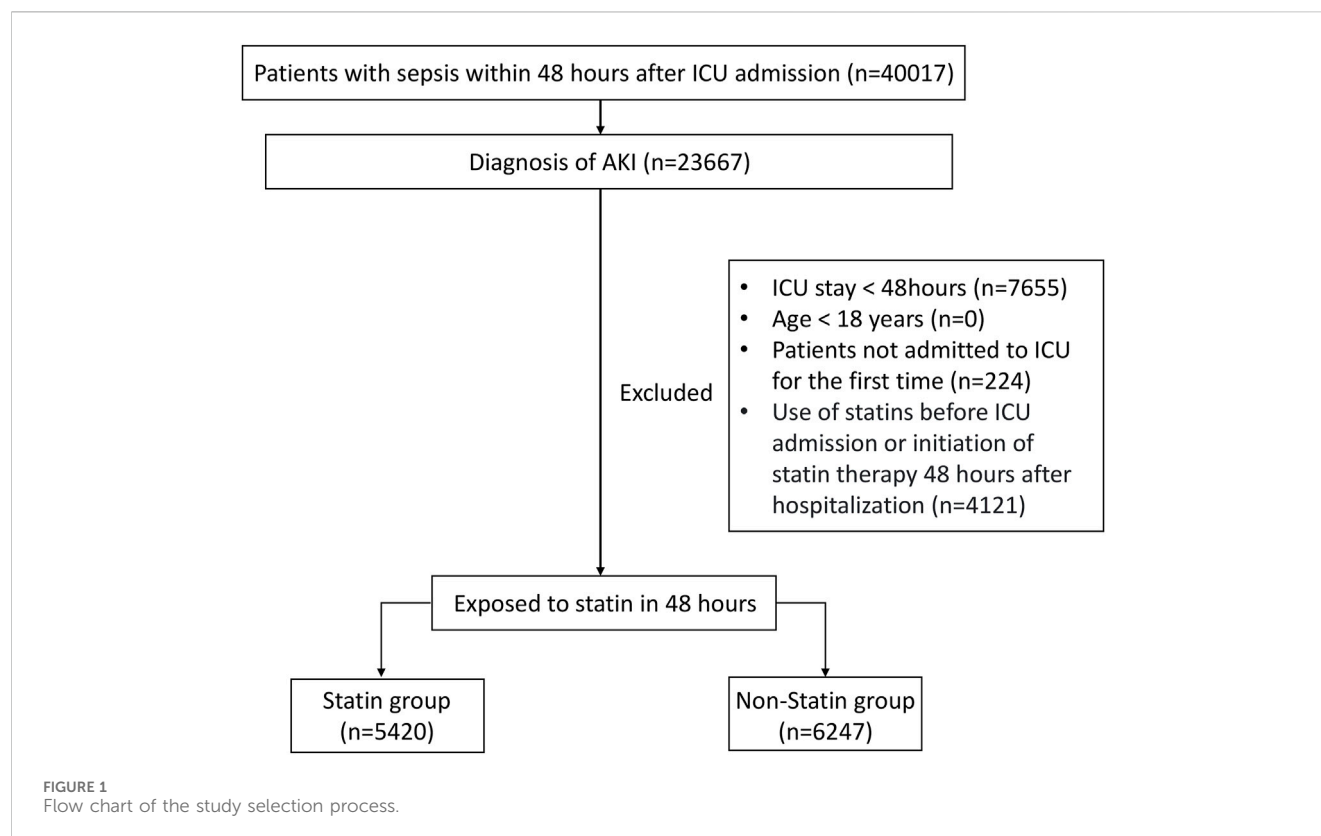 Patients with sepsis within 48 hours after ICU admission (n=40017)
Diagnosis of AKI (n=23667)
Excluded
• ICU stay < 48hours (n=7655)
• Age < 18 years (n=0)
• Patients not admitted to ICU
for the first time (n=224)
• Use of statins before ICU
admission or initiation of
statin therapy 48 hours after
hospitalization (n=4121)
Exposed to statin in 48 hours
Statin group
(n=5420)
Non-Statin group
(n=6247)
FIGURE 1
Flow chart of the study selection process.